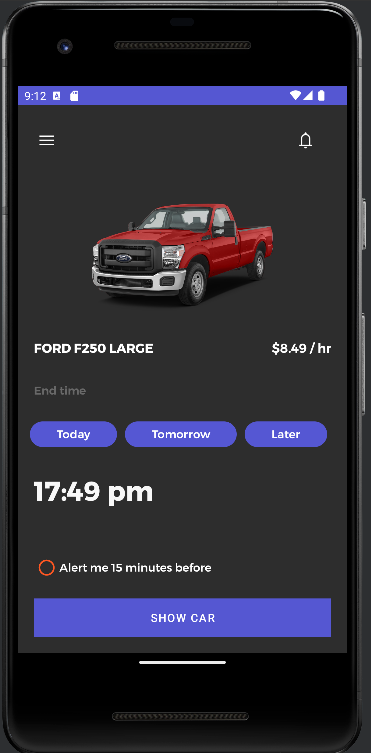 9:12
FORD F250 LARGE
$8.49 / hr
End time
Today Tomorrow Later
17:49 pm
Alert me 15 minutes before
SHOW CAR